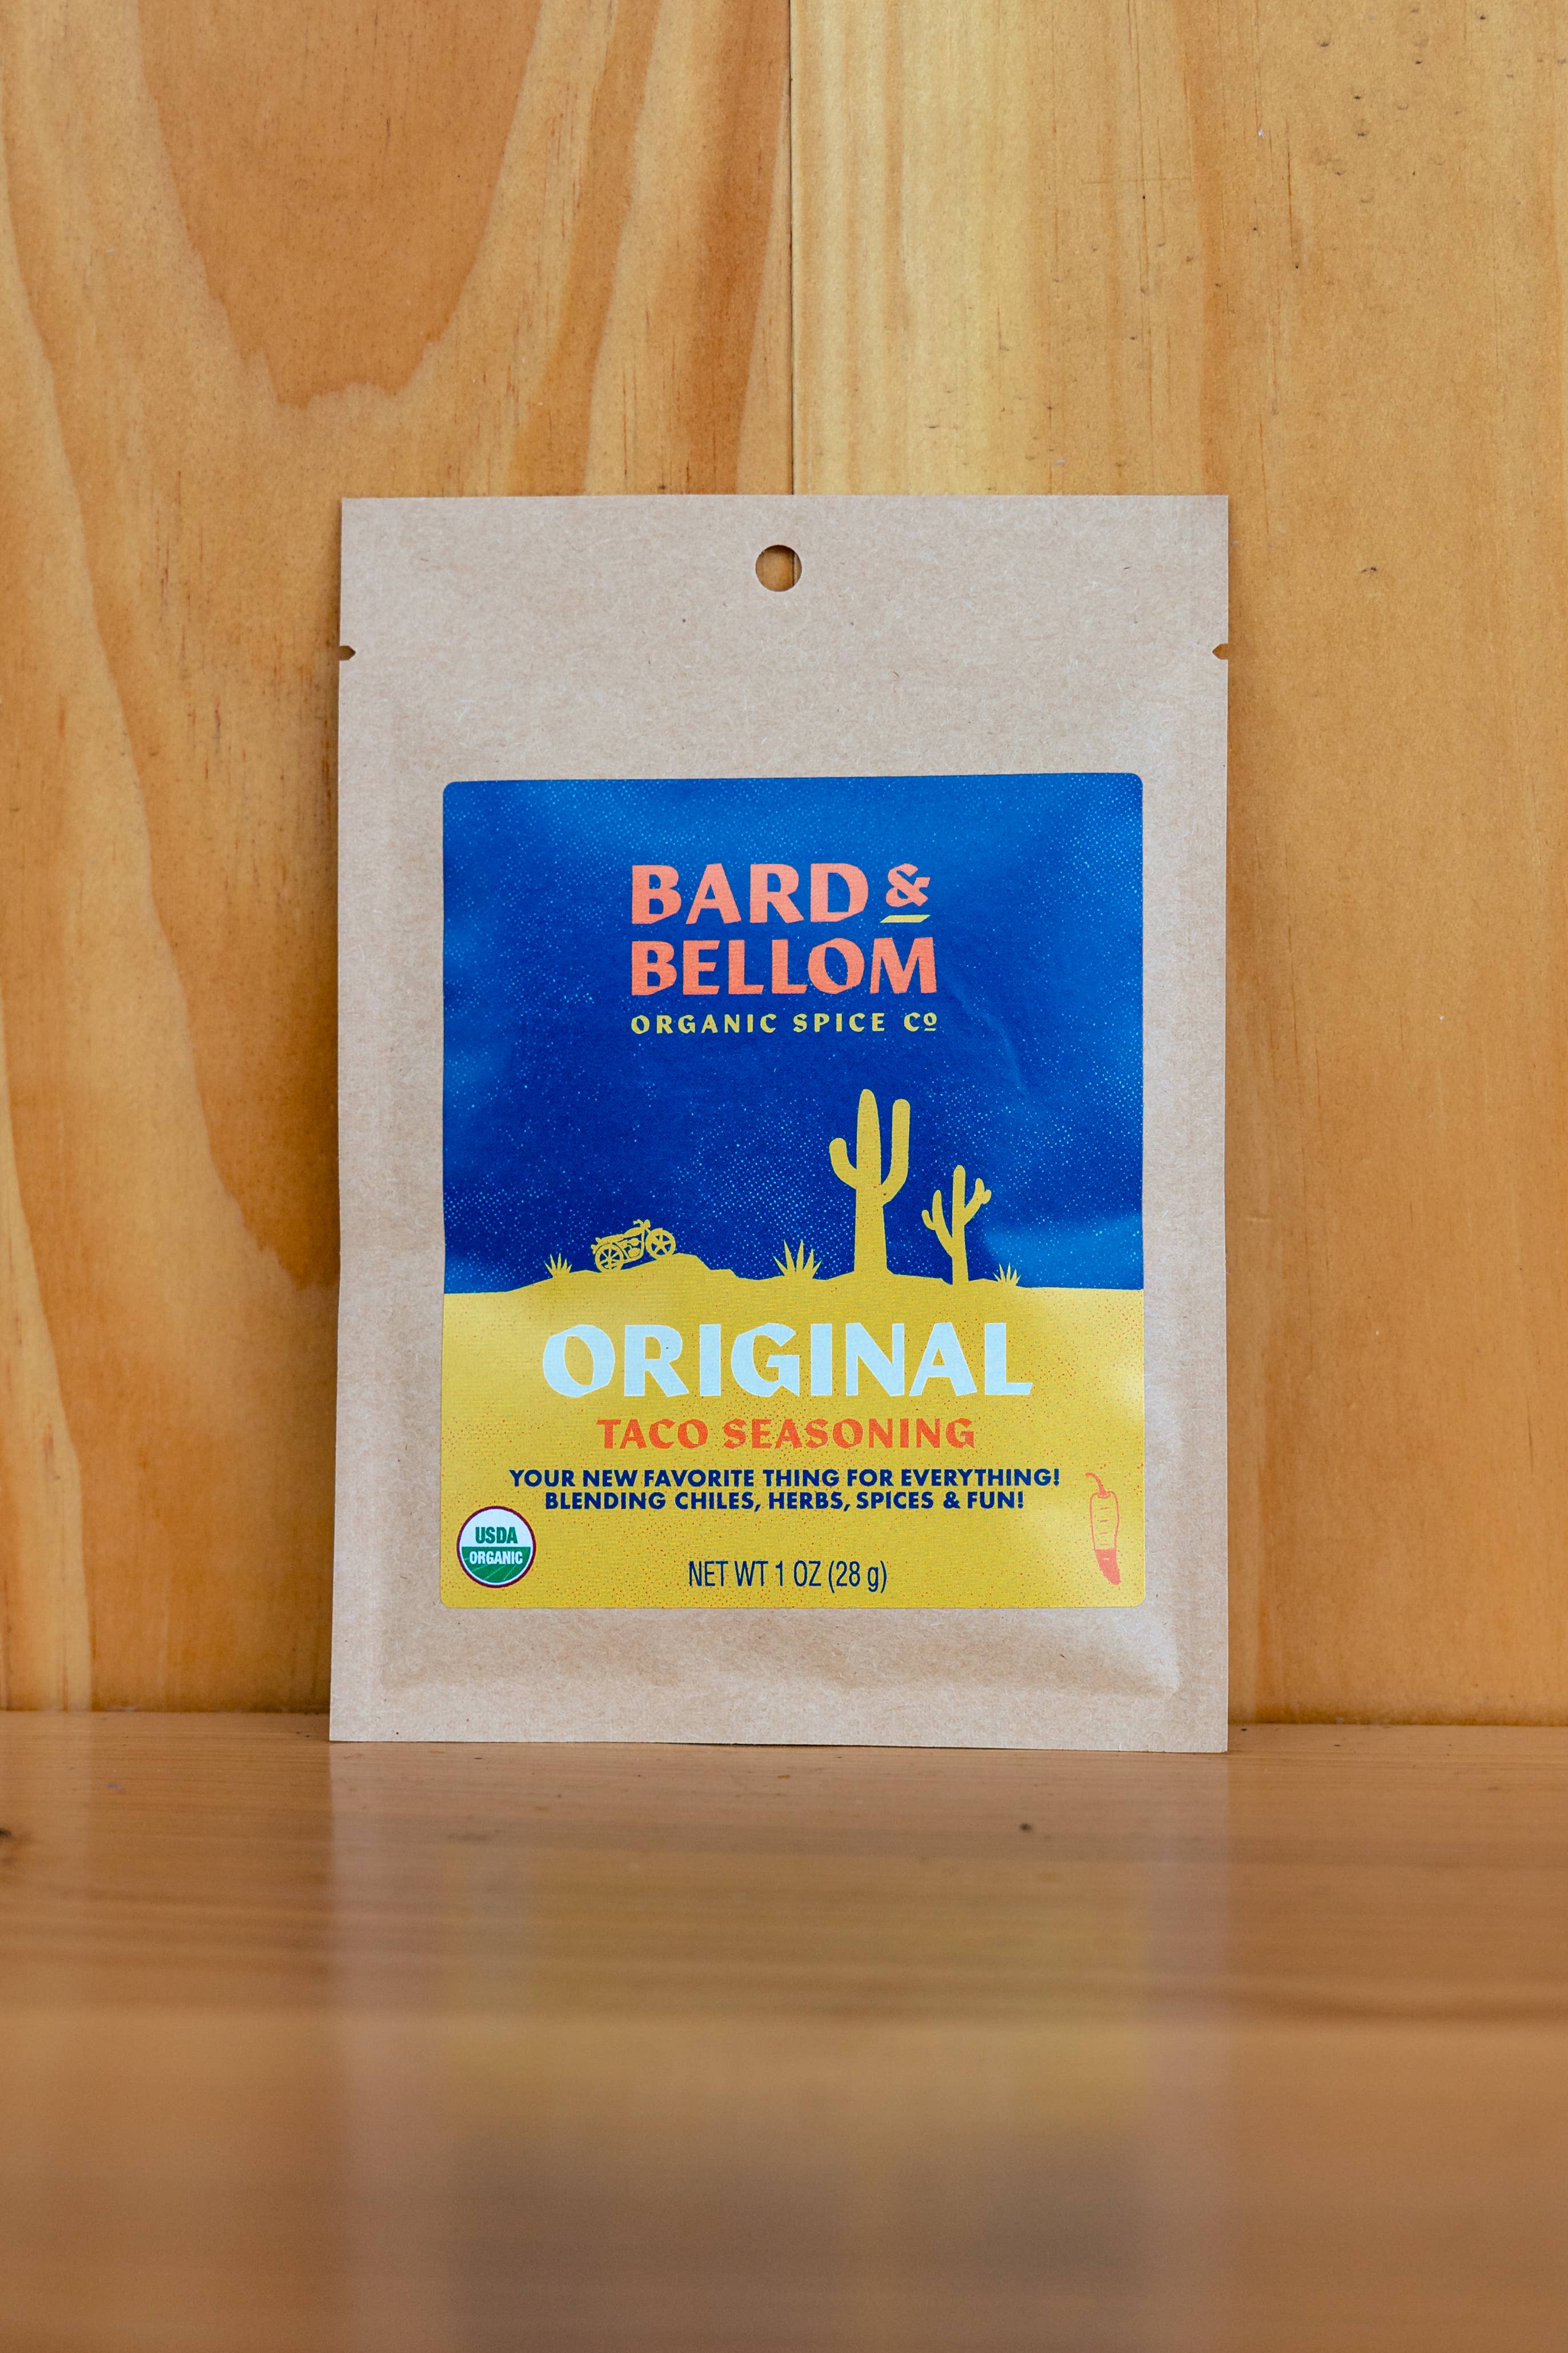 BARD &
BELLOM
ORGANIC SPICE Co
ORIGINAL
TACO SEASONING
YOUR NEW FAVORITE THING FOR EVERYTHING!
BLENDING CHILES, HERBS, SPICES & FUN!
USDA
ORGANIC
NET WT 1 OZ (28 g)